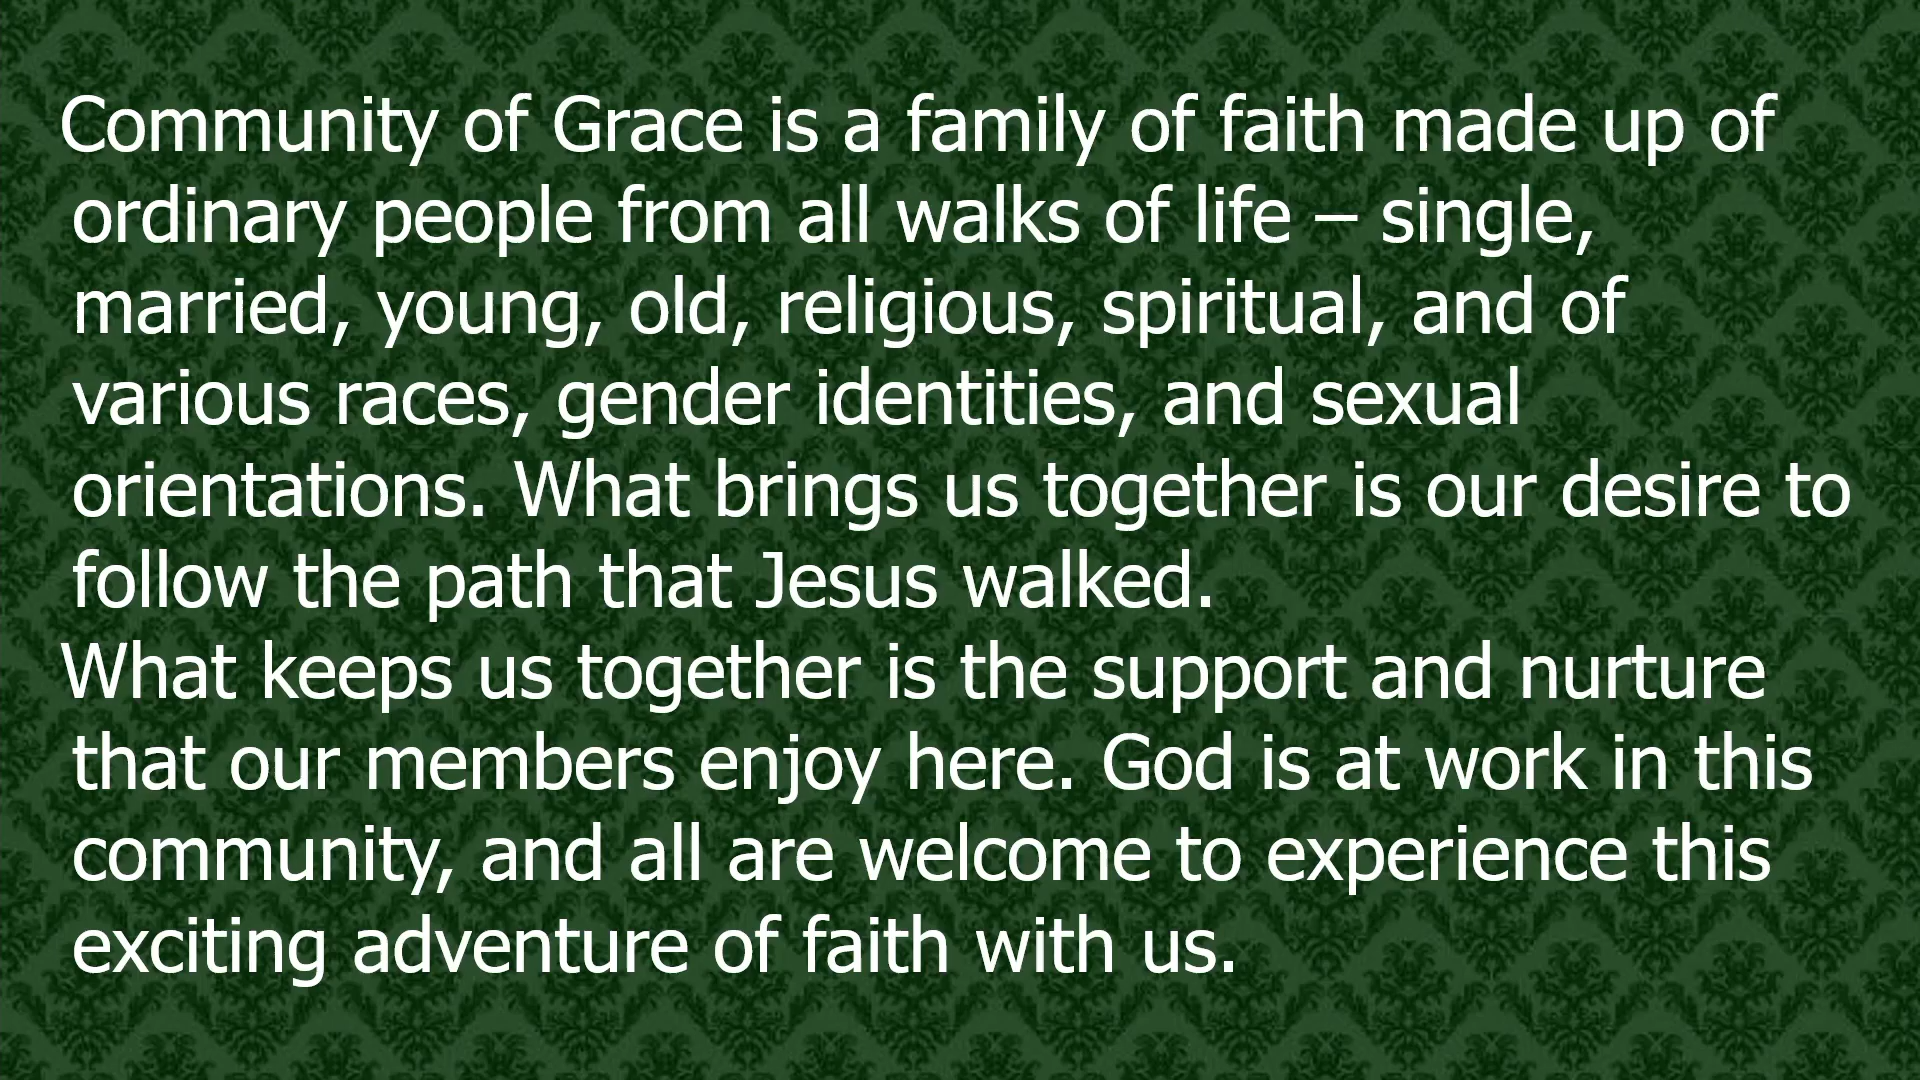 Community of Grace is a family of faith made up of
ordinary people from all walks of life – single,
married, young, old, religious, spiritual, and of
various races, gender identities, and sexual
orientations. What brings us together is our desire to
follow the path that Jesus walked.
What keeps us together is the support and nurture
that our members enjoy here. God is at work in this
community, and all are welcome to experience this
exciting adventure of faith with us.